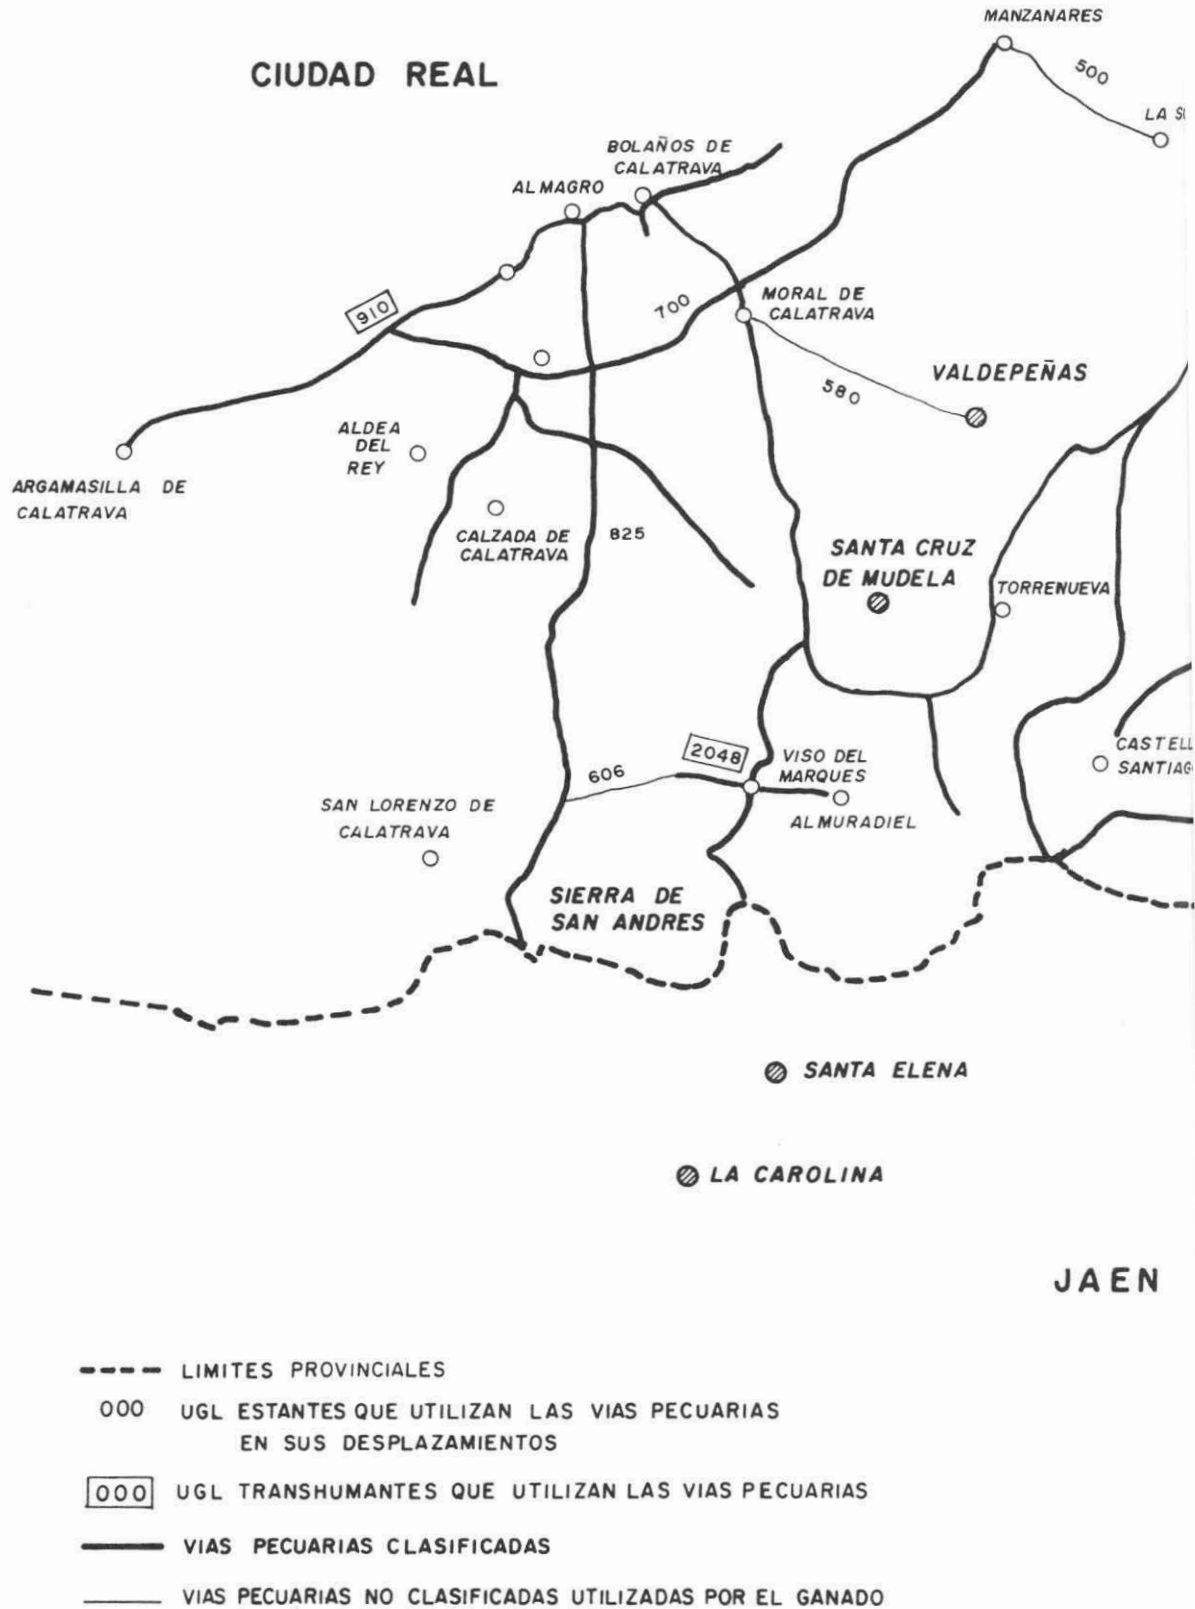 MANZANARES
CIUDAD REAL
500
LA
BOLAÑOS DE
CALATRAVA
ALMAGRO
910
700
MORAL DE
CALATRAVA
VALDEPEÑAS
580
ALDEA
DEL
REY
ARGAMASILLA DE
CALATRAVA
CALZADA DE
CALATRAVA
825
SANTA CRUZ
DE MUDELA
TORRENUEVA
2048
VISO DEL
MARQUES
CASTELL
SANTIAG
606
SAN LORENZO DE
CALATRAVA
ALMURADIEL
SIERRA DE
SAN ANDRES
SANTA ELENA
LA CAROLINA
JAEN
LIMITES PROVINCIALES
000 UGL ESTANTES QUE UTILIZAN LAS VIAS PECUARIAS
EN SUS DESPLAZAMIENTOS
000 UGL TRANSHUMANTES QUE UTILIZAN LAS VIAS PECUARIAS
VIAS PECUARIAS CLASIFICADAS
VIAS PECUARIAS NO CLASIFICADAS UTILIZADAS POR EL GANADO